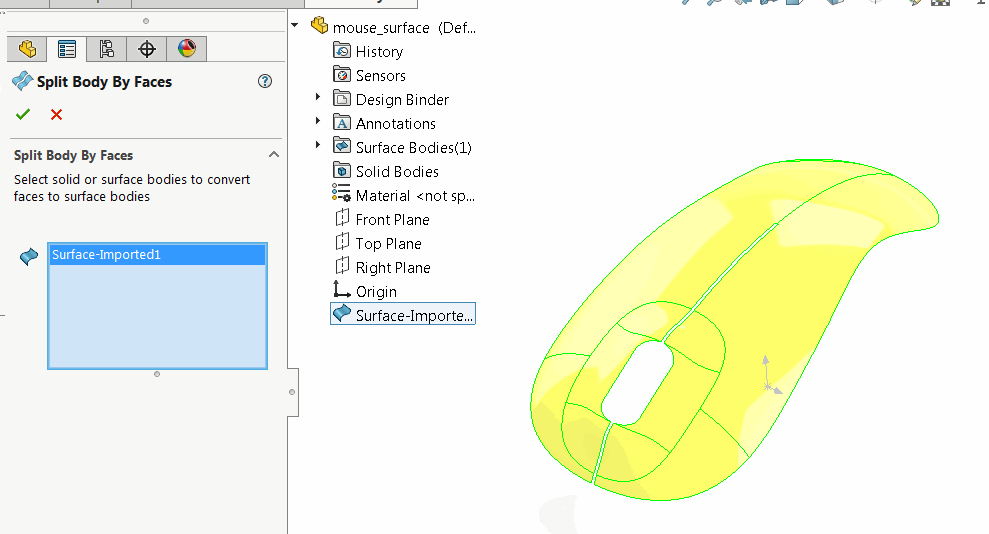 Split Body By Faces
Split Body By Faces
Select solid or surface bodies to convert
faces to surface bodies
Surface-Imported1
mouse_surface (Def...
History
Sensors
Design Binder
A Annotations
Surface Bodies(1)
Solid Bodies
Material <not sp...
Front Plane
Top Plane
Right Plane
Origin
Surface-Importe...